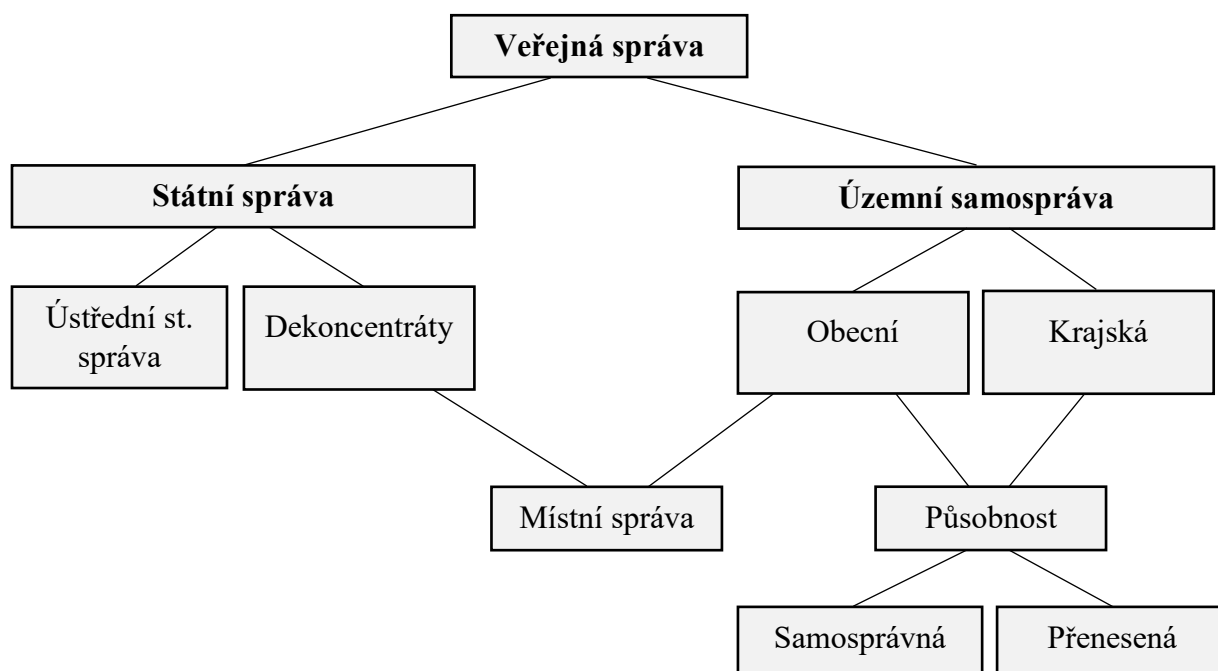 Veřejná správa
Státní správa
Územní samospráva
Ústřední st.
správa
Dekoncentráty
Obecní
Krajská
Místní správa
Působnost
Samosprávná
Přenesená